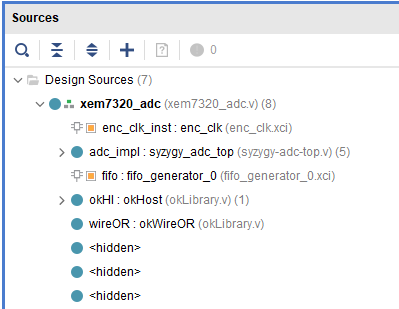 Sources
0
Design Sources (7)
xem7320_adc (xem7320_adc.v) (8)
enc_clk_inst : enc_clk (enc_clk.xci)
adc_impl : syzygy_adc_top (syzygy-adc-top.v) (5)
fifo : fifo_generator_0 (fifo_generator_0.xci)
okHI : okHost (okLibrary.v) (1)
wireOR : okWireOR (okLibrary.v)
<hidden>
<hidden>
<hidden>